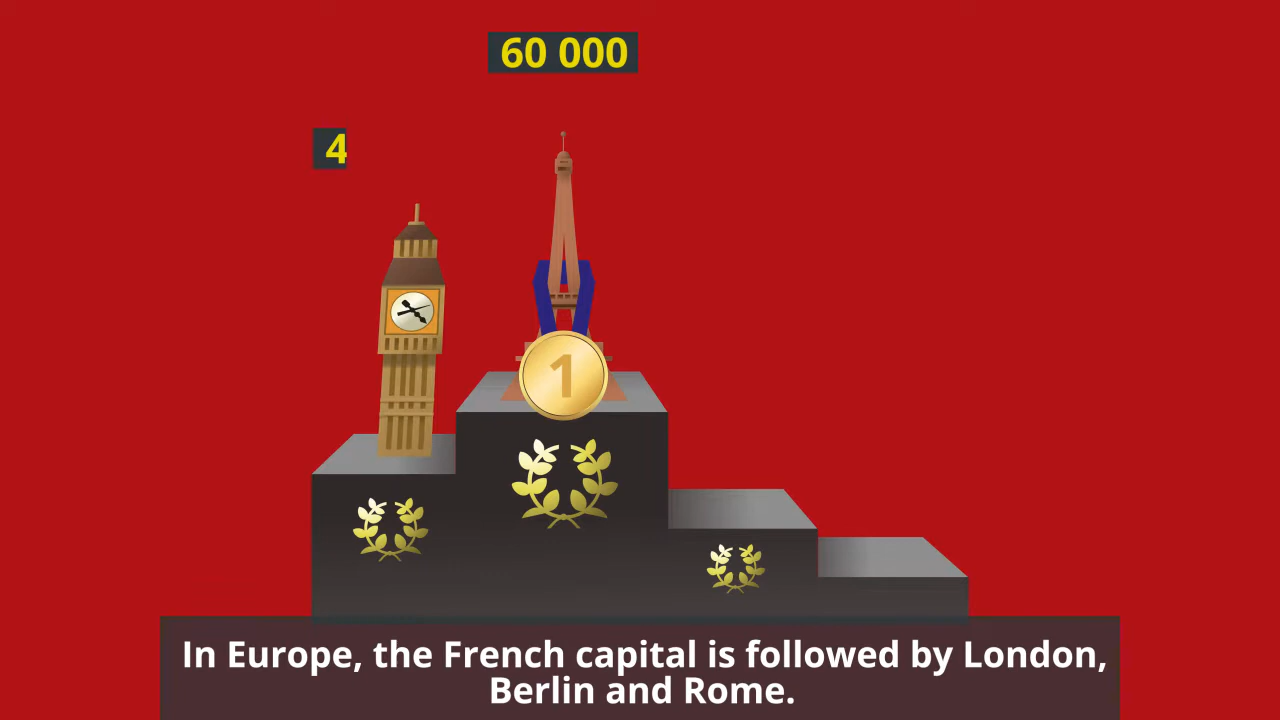 60 000
4
1
In Europe, the French capital is followed by London,
Berlin and Rome.